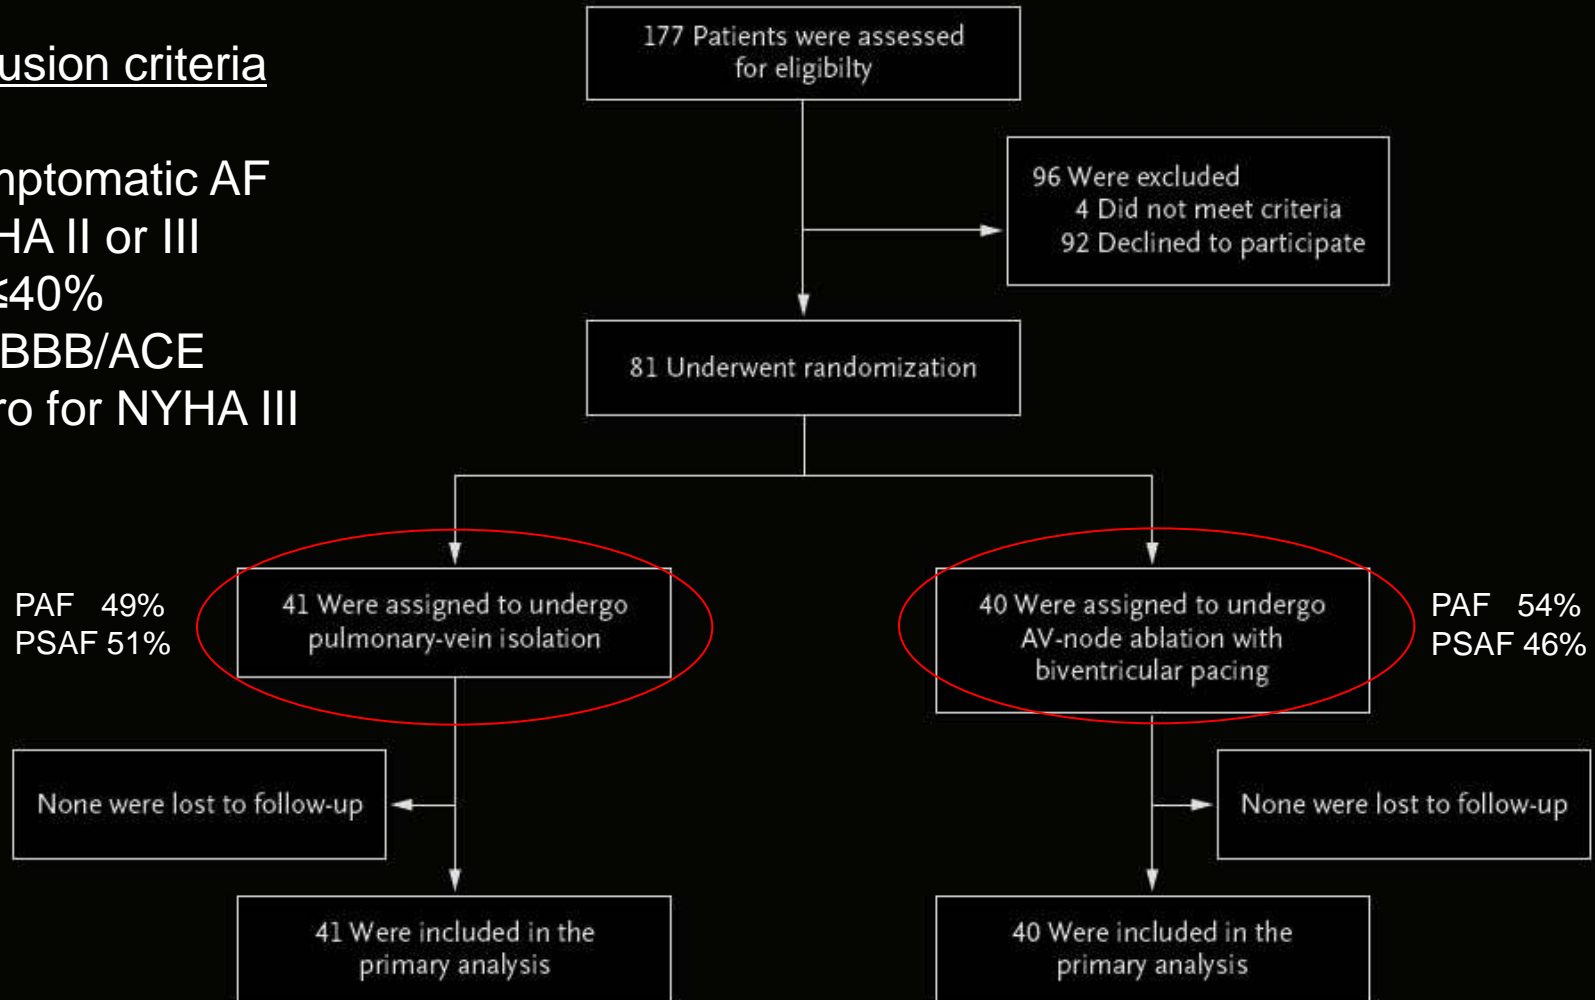 177 Patients were assessed
for eligibilty
usion criteria
96 Were excluded
4 Did not meet criteria
92 Declined to participate
mptomatic AF
HA II or III
≤40%
BBB/ACE
ro for NYHA III
81 Underwent randomization
PAF 49%
PSAF 51%
41 Were assigned to undergo
pulmonary-vein isolation
40 Were assigned to undergo
AV-node ablation with
biventricular pacing
PAF 54%
PSAF 46%
None were lost to follow-up
None were lost to follow-up
41 Were included in the
primary analysis
40 Were included in the
primary analysis